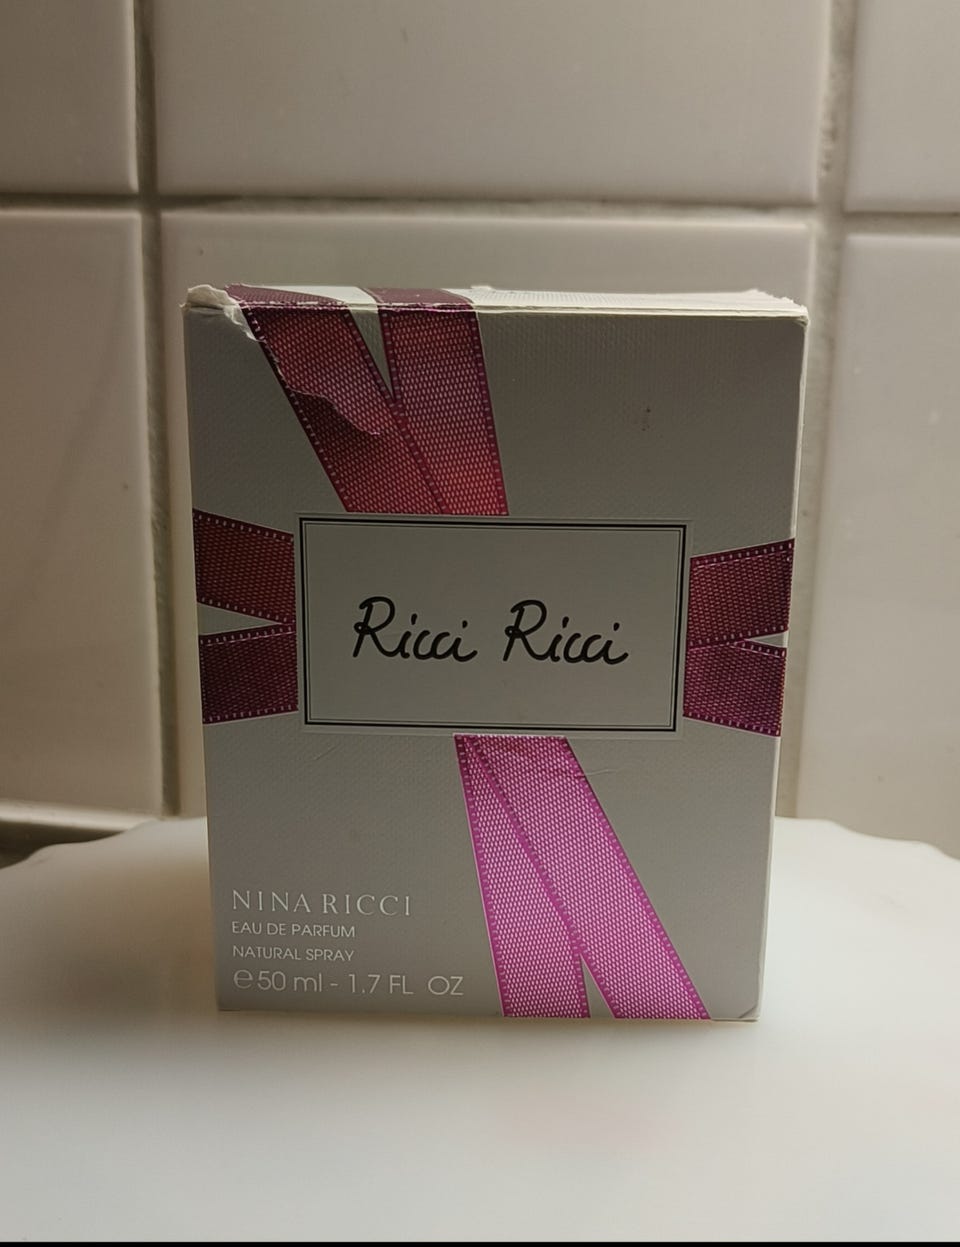 Ricci Ricci
NINA RICCI
EAU DE PARFUM
NATURAL SPRAY
℮ 50 ml - 1.7 FL OZ